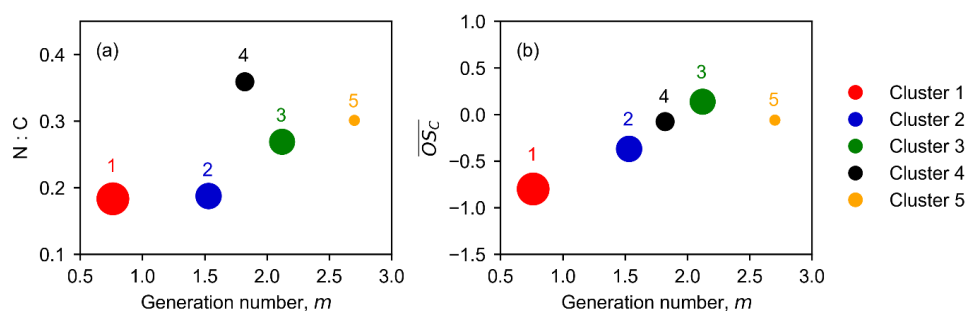 (a)
0.4
0.3
0.2
0.1
N : C
1
2
3
4
5
0.5 1.0 1.5 2.0 2.5 3.0
Generation number, m
(b)
1.0
0.5
0.0
−0.5
−1.0
−1.5
OS_C
1
2
3
4
5
0.5 1.0 1.5 2.0 2.5 3.0
Generation number, m
Cluster 1
Cluster 2
Cluster 3
Cluster 4
Cluster 5